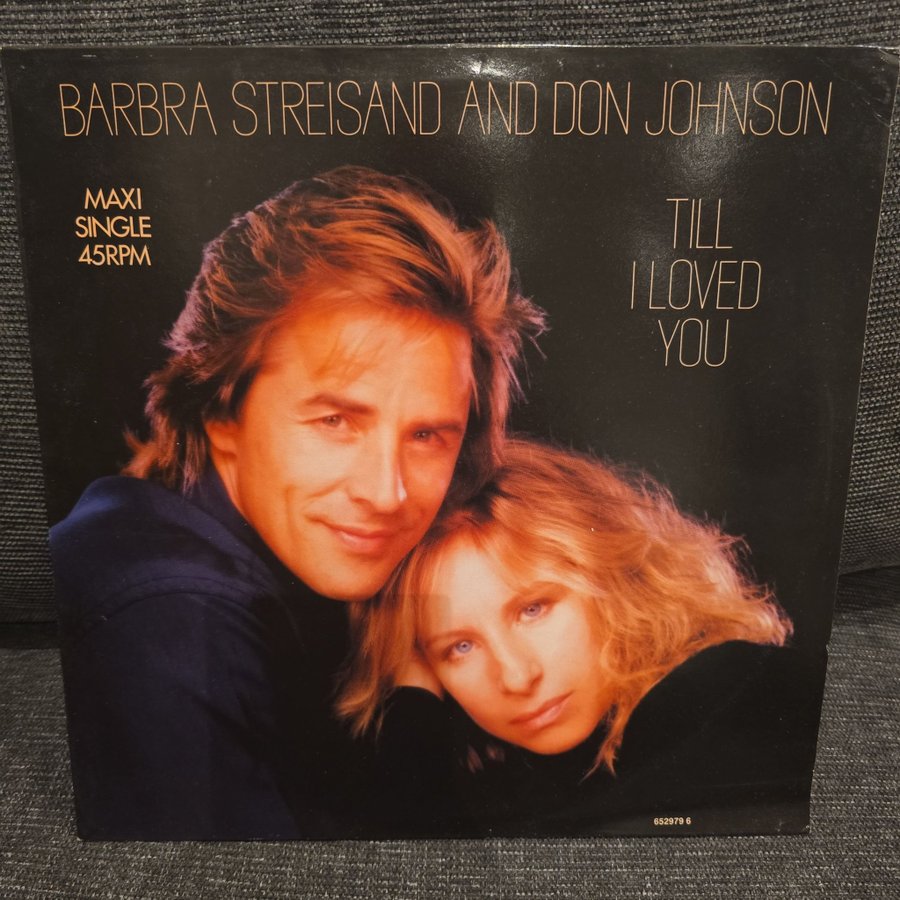 BARBRA STREISAND AND DON JOHNSON
MAXI
SINGLE
45RPM
TILL
I LOVED
YOU
652979 6